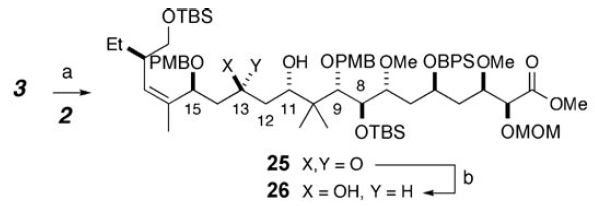 OTBS
Et
PMBO
X Y
OH
OPMB OMe
OBPS OMe
O
3 a 2
15 13 12 11 9 8
OMe
OTBS
OMOM
25 X,Y = O
b
26 X = OH, Y = H